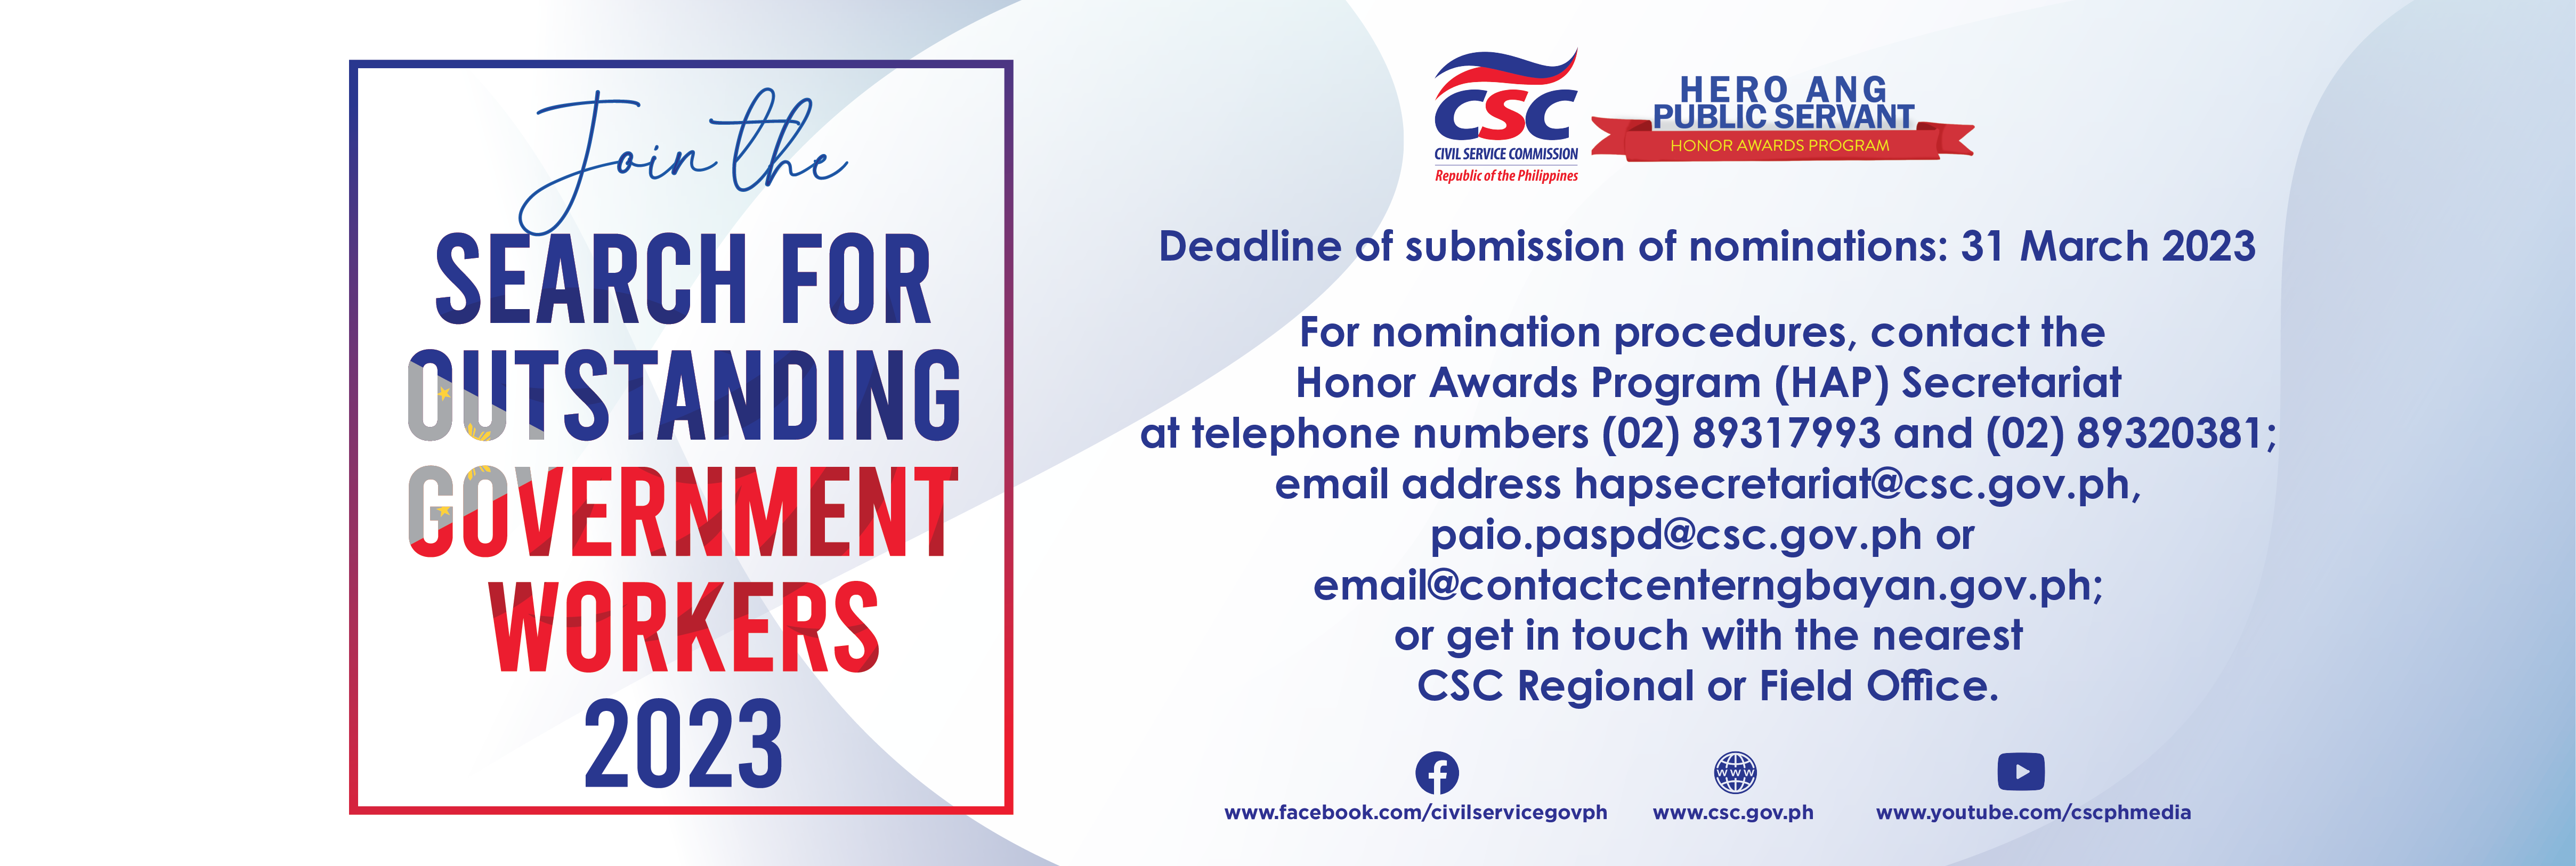 Join the
SEARCH FOR
OUTSTANDING
GOVERNMENT
WORKERS
2023
CSC
CIVIL SERVICE COMMISSION
Republic of the Philippines
HERO ANG
PUBLIC SERVANT
HONOR AWARDS PROGRAM
Deadline of submission of nominations: 31 March 2023
For nomination procedures, contact the
Honor Awards Program (HAP) Secretariat
at telephone numbers (02) 89317993 and (02) 89320381;
email address hapsecretariat@csc.gov.ph,
paio.paspd@csc.gov.ph or
email@contactcenterngbayan.gov.ph;
or get in touch with the nearest
CSC Regional or Field Office.
www
www.facebook.com/civilservicegovph
www.csc.gov.ph
www.youtube.com/cscphmedia